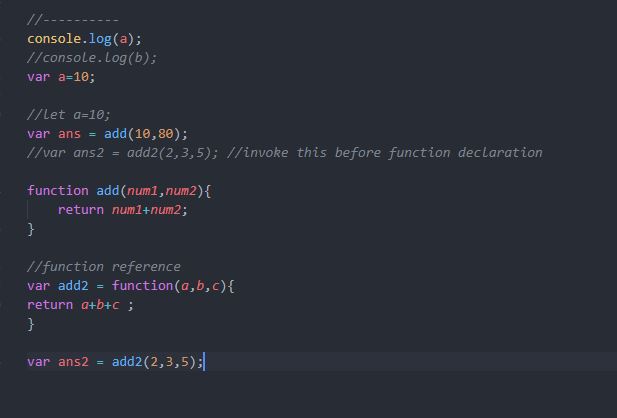 //----------
console.log(a);
//console.log(b);
var a=10;
//let a=10;
var ans = add(10,80);
//var ans2 = add2(2,3,5); //invoke this before function declaration
function add(num1,num2){
return num1+num2;
}
//function reference
var add2 = function(a,b,c){
return a+b+c ;
}
var ans2 = add2(2,3,5);